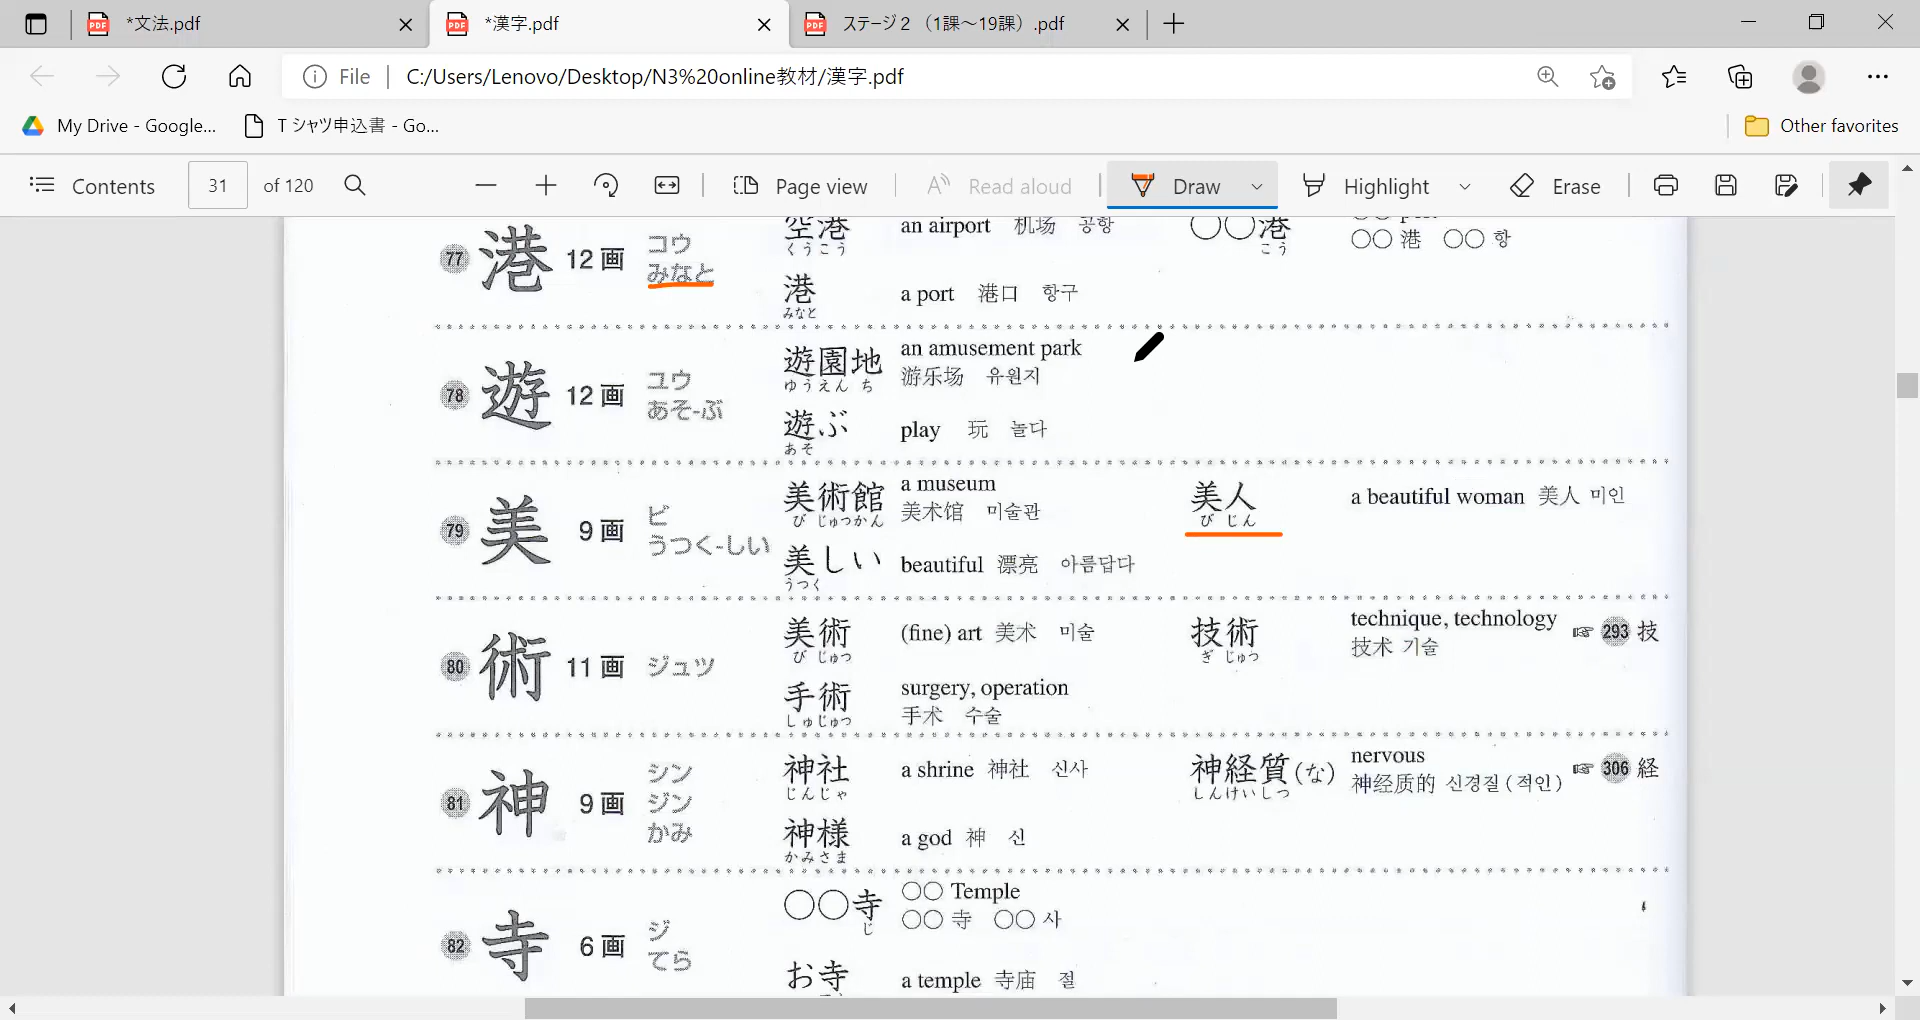 *文法.pdf
*漢字.pdf
ステージ２（1課～19課）.pdf
File
C:/Users/Lenovo/Desktop/N3%20online教材/漢字.pdf
My Drive - Google...
Tシャツ申込書 - Go...
Other favorites
Contents
31
of 120
Page view
Read aloud
Draw
Highlight
Erase
77 港 12画 コウ みなと
空港 an airport 机场 공항
くうこう
港 a port 港口 항구
みなと
○○港
こう
○○港 ○○항
78 遊 12画 ユウ あそ-ぶ
遊園地 an amusement park
ゆうえんち 游乐场 유원지
遊ぶ play 玩 놀다
あそ
79 美 9画 ビ うつく-しい
美術館 a museum
びじゅつかん 美术馆 미술관
美しい beautiful 漂亮 아름답다
うつく
美人 a beautiful woman 美人 미인
びじん
80 術 11画 ジュツ
美術 (fine) art 美术 미술
びじゅつ
手術 surgery, operation
しゅじゅつ 手术 수술
技術 technique, technology
ぎじゅつ 技术 기술
☞ 293 技
81 神 9画 シン ジン かみ
神社 a shrine 神社 신사
じんじゃ
神様 a god 神 신
かみさま
神経質(な) nervous
しんけいしつ 神经质的 신경질(적인)
☞ 306 経
82 寺 6画 ジ てら
○○寺 ○○ Temple
じ ○○寺 ○○사
お寺 a temple 寺庙 절